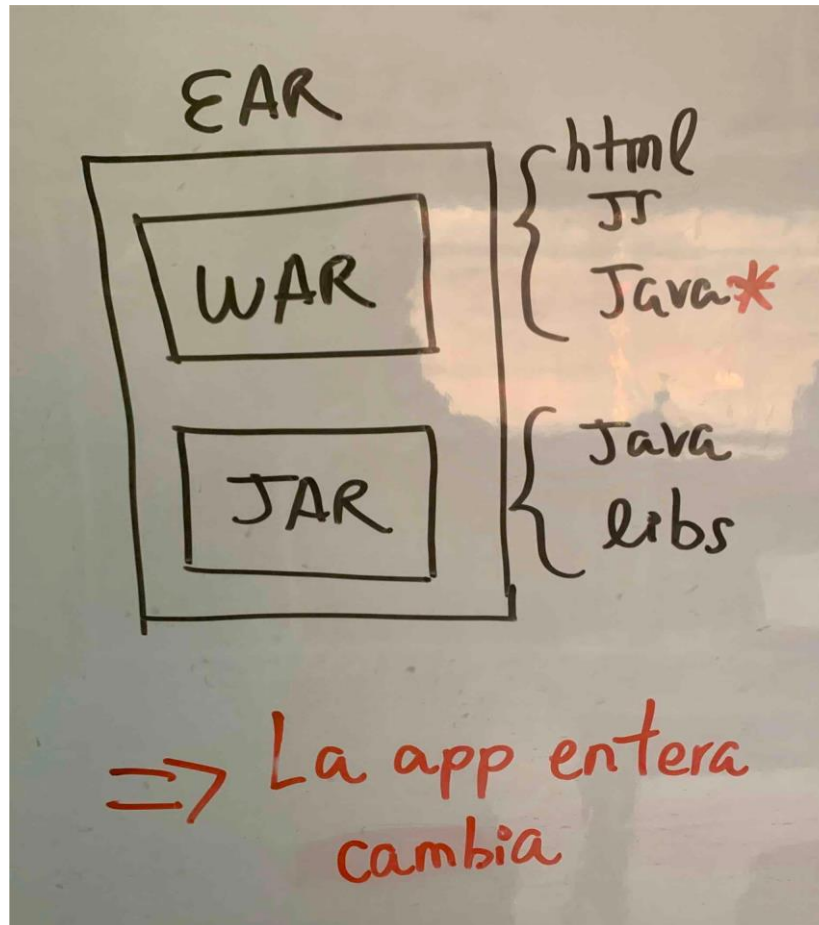 EAR
WAR
html
JS
Java*
JAR
Java
libs
=> La app entera
cambia